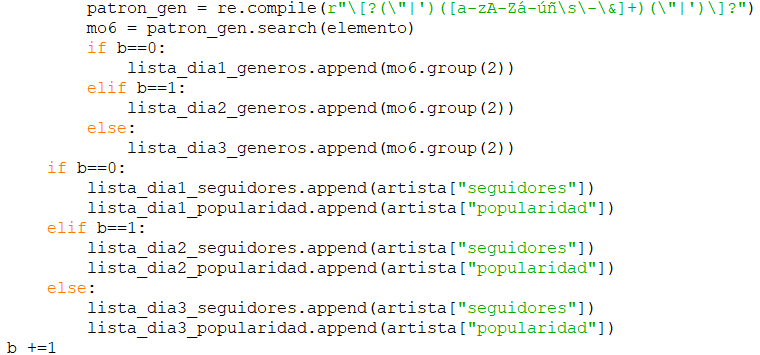 patron_gen = re.compile(r"\[?(\"|')([a-zA-Zá-úñ\s\-\&]+)(\"|')\]?")
mo6 = patron_gen.search(elemento)
if b==0:
lista_dia1_generos.append(mo6.group(2))
elif b==1:
lista_dia2_generos.append(mo6.group(2))
else:
lista_dia3_generos.append(mo6.group(2))
if b==0:
lista_dia1_seguidores.append(artista["seguidores"])
lista_dia1_popularidad.append(artista["popularidad"])
elif b==1:
lista_dia2_seguidores.append(artista["seguidores"])
lista_dia2_popularidad.append(artista["popularidad"])
else:
lista_dia3_seguidores.append(artista["seguidores"])
lista_dia3_popularidad.append(artista["popularidad"])
b +=1